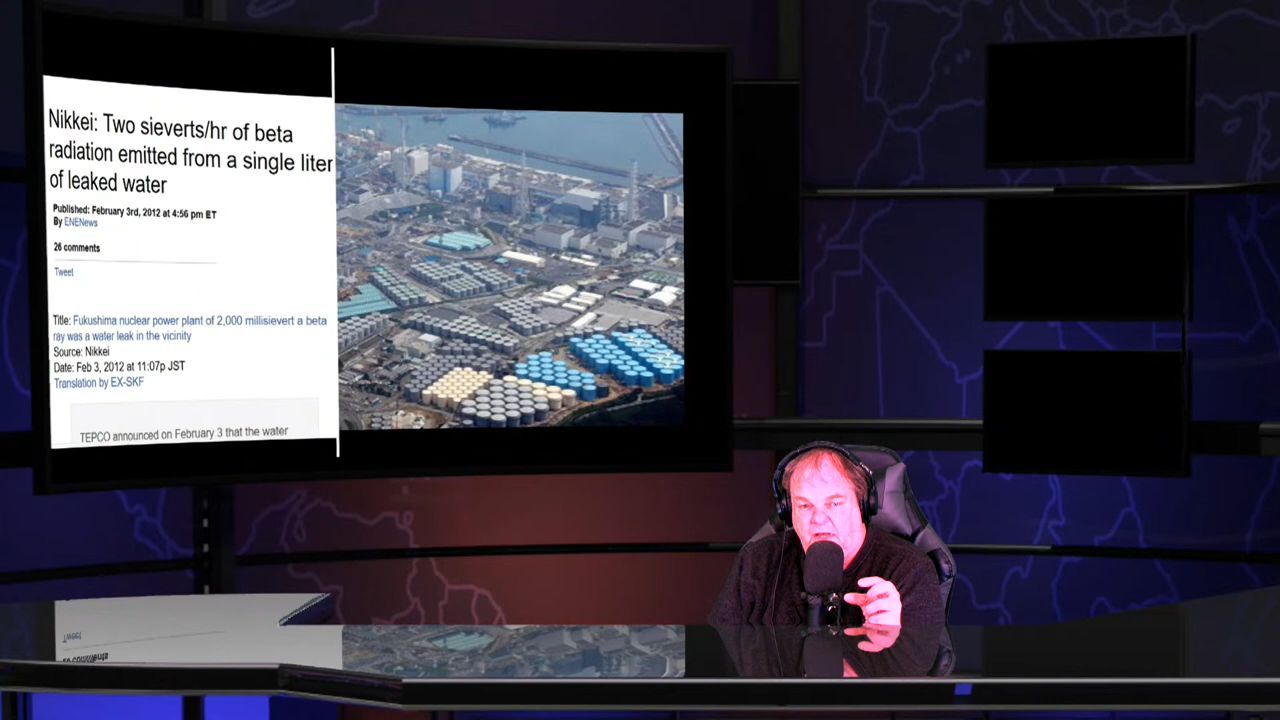 Nikkei: Two sieverts/hr of beta
radiation emitted from a single liter
of leaked water
Published: February 3rd, 2012 at 4:56 pm ET
By ENENews
26 comments
Tweet
Title: Fukushima nuclear power plant of 2,000 millisievert a beta
ray was a water leak in the vicinity
Source: Nikkei
Date: Feb 3, 2012 at 11:07p JST
Translation by EX-SKF
TEPCO announced on February 3 that the water
Tweet
26 comments